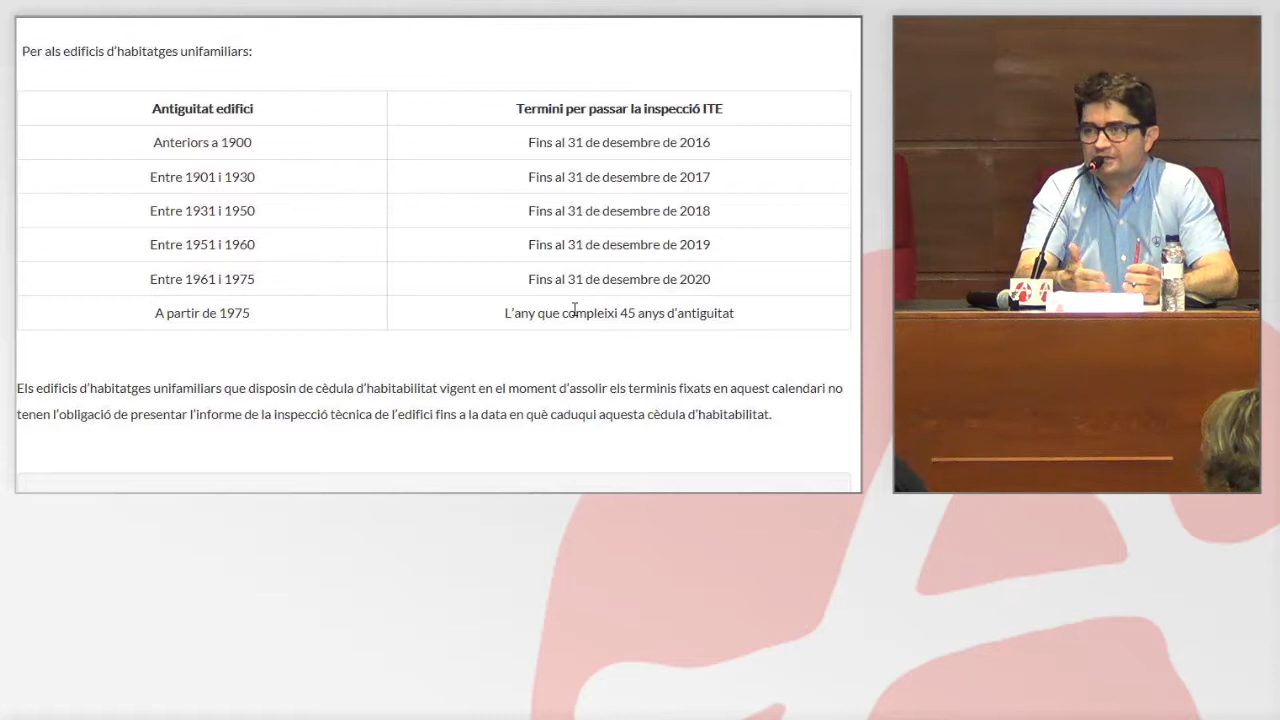 Per als edificis d'habitatges unifamiliars:
Antiguitat edifici
Termini per passar la inspecció ITE
Anteriors a 1900
Fins al 31 de desembre de 2016
Entre 1901 i 1930
Fins al 31 de desembre de 2017
Entre 1931 i 1950
Fins al 31 de desembre de 2018
Entre 1951 i 1960
Fins al 31 de desembre de 2019
Entre 1961 i 1975
Fins al 31 de desembre de 2020
A partir de 1975
L'any que compleixi 45 anys d'antiguitat
Els edificis d'habitatges unifamiliars que disposin de cèdula d'habitabilitat vigent en el moment d'assolir els terminis fixats en aquest calendari no
tenen l'obligació de presentar l'informe de la inspecció tècnica de l'edifici fins a la data en què caduqui aquesta cèdula d'habitabilitat.